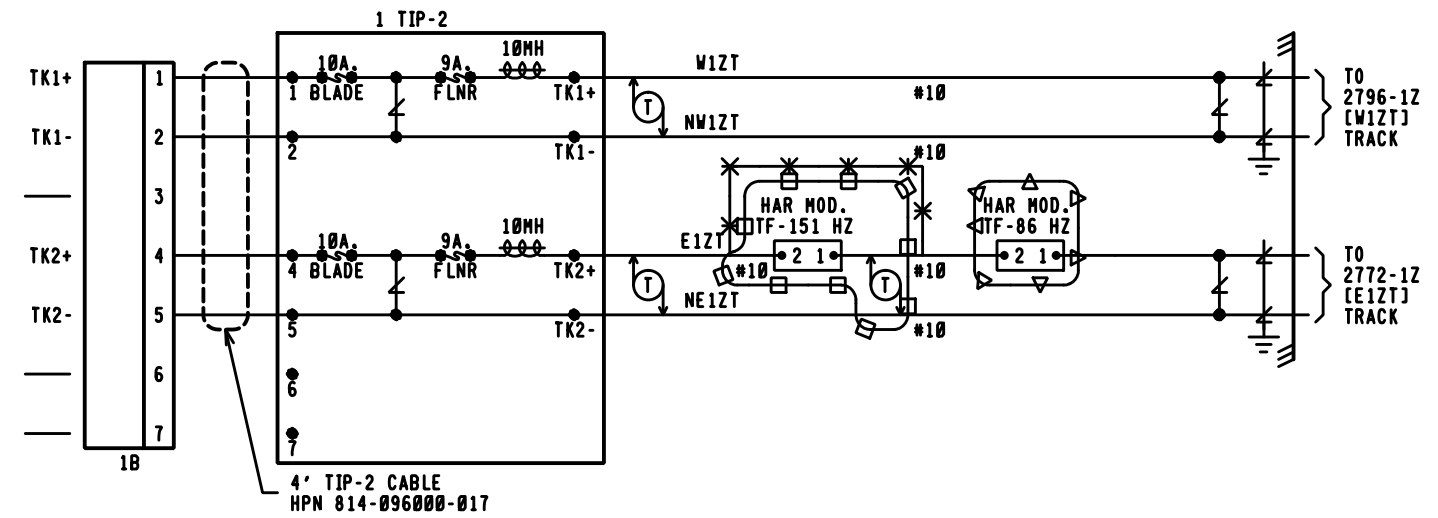 1 TIP-2
TK1+
TK1-
TK2+
TK2-
1
2
3
4
5
6
7
1B
10A.
1 BLADE
9A.
FLNR
10MH
TK1+
2
TK1-
10A.
4 BLADE
9A.
FLNR
10MH
TK2+
5
TK2-
6
7
4' TIP-2 CABLE
HPN 814-096000-017
W1ZT
T
NW1ZT
#10
#10
HAR MOD.
TF-151 HZ
2 1
HAR MOD.
TF-86 HZ
2 1
E1ZT
#10
T
T
#10
NE1ZT
#10
TO
2796-1Z
[W1ZT]
TRACK
TO
2772-1Z
[E1ZT]
TRACK